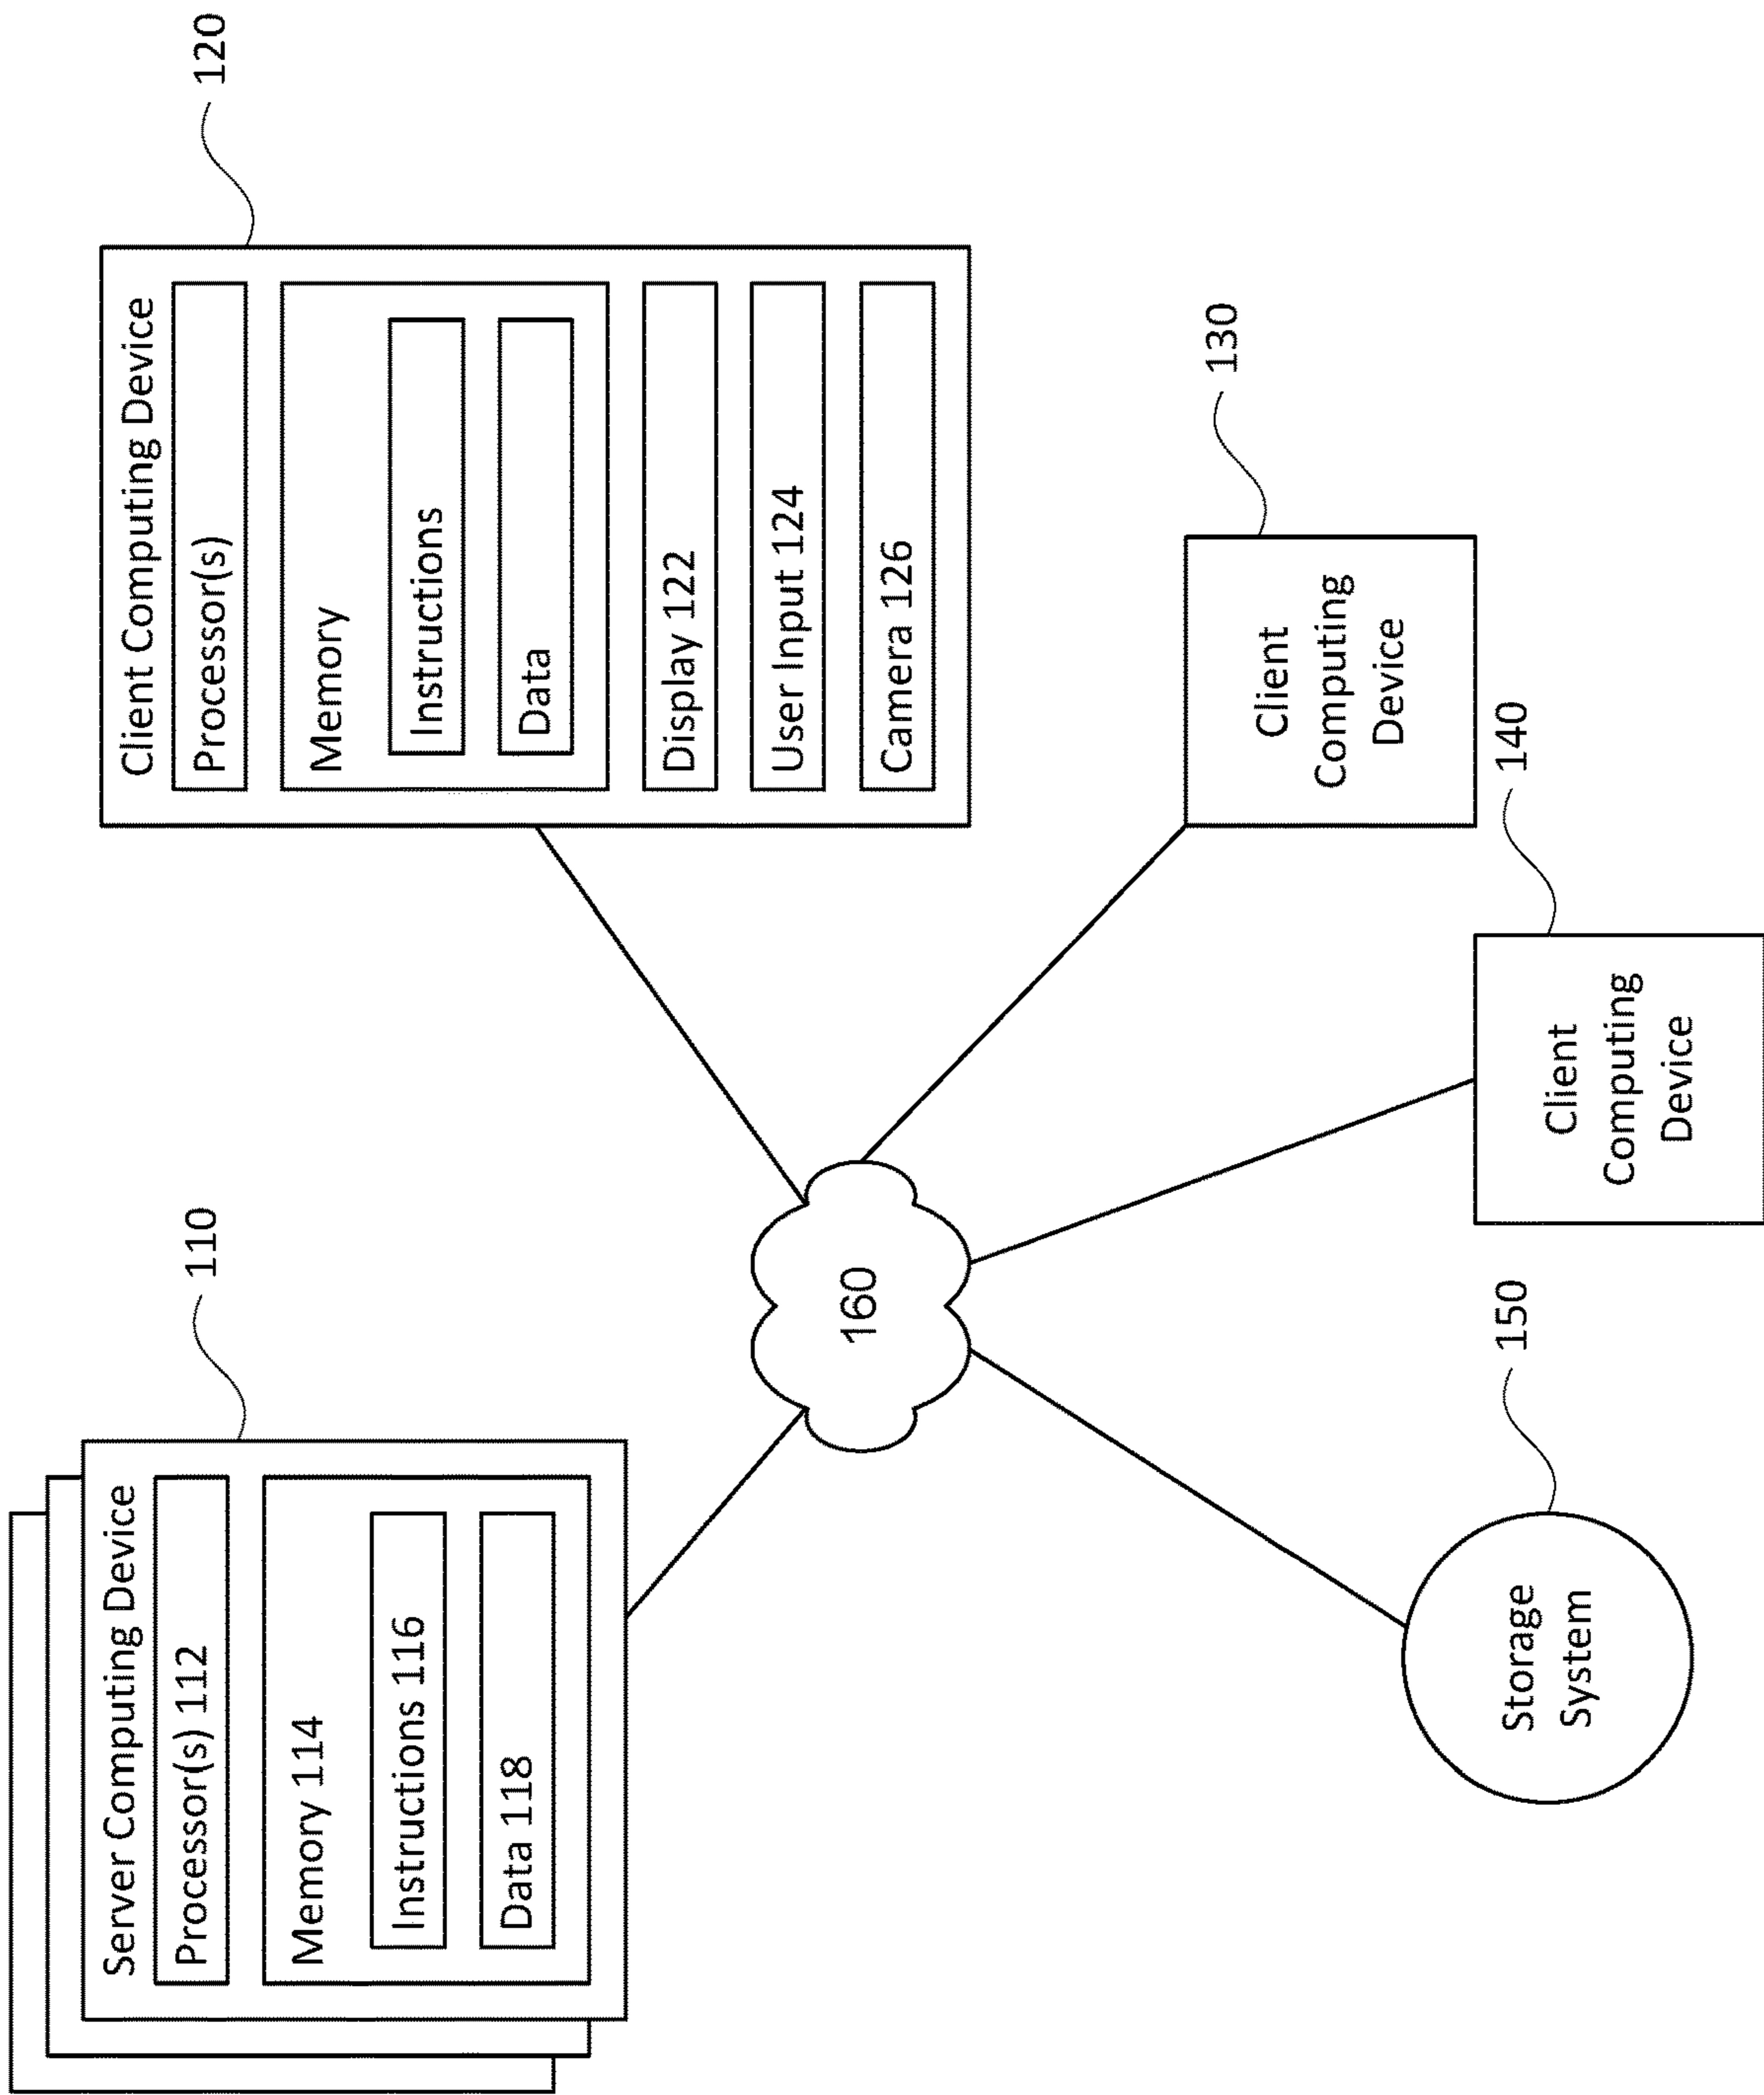 110
Server Computing Device
Processor(s) 112
Memory 114
Instructions 116
Data 118
120
Client Computing Device
Processor(s)
Memory
Instructions
Data
Display 122
User Input 124
Camera 126
160
130
Client
Computing
Device
140
Client
Computing
Device
150
Storage
System